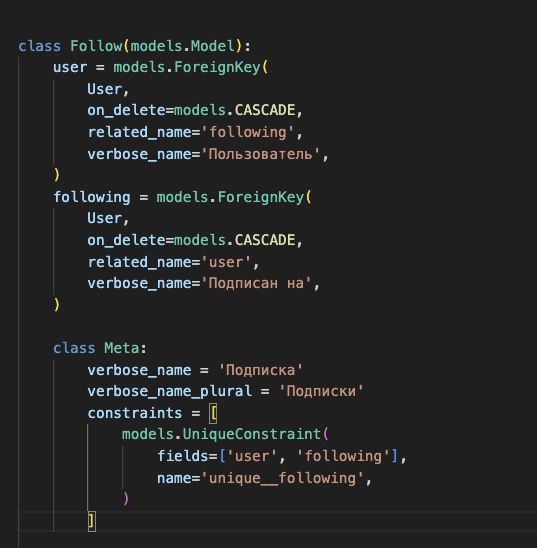 class Follow(models.Model):
    user = models.ForeignKey(
        User,
        on_delete=models.CASCADE,
        related_name='following',
        verbose_name='Пользователь',
    )
    following = models.ForeignKey(
        User,
        on_delete=models.CASCADE,
        related_name='user',
        verbose_name='Подписан на',
    )

    class Meta:
        verbose_name = 'Подписка'
        verbose_name_plural = 'Подписки'
        constraints = [
            models.UniqueConstraint(
                fields=['user', 'following'],
                name='unique__following',
            )
        ]